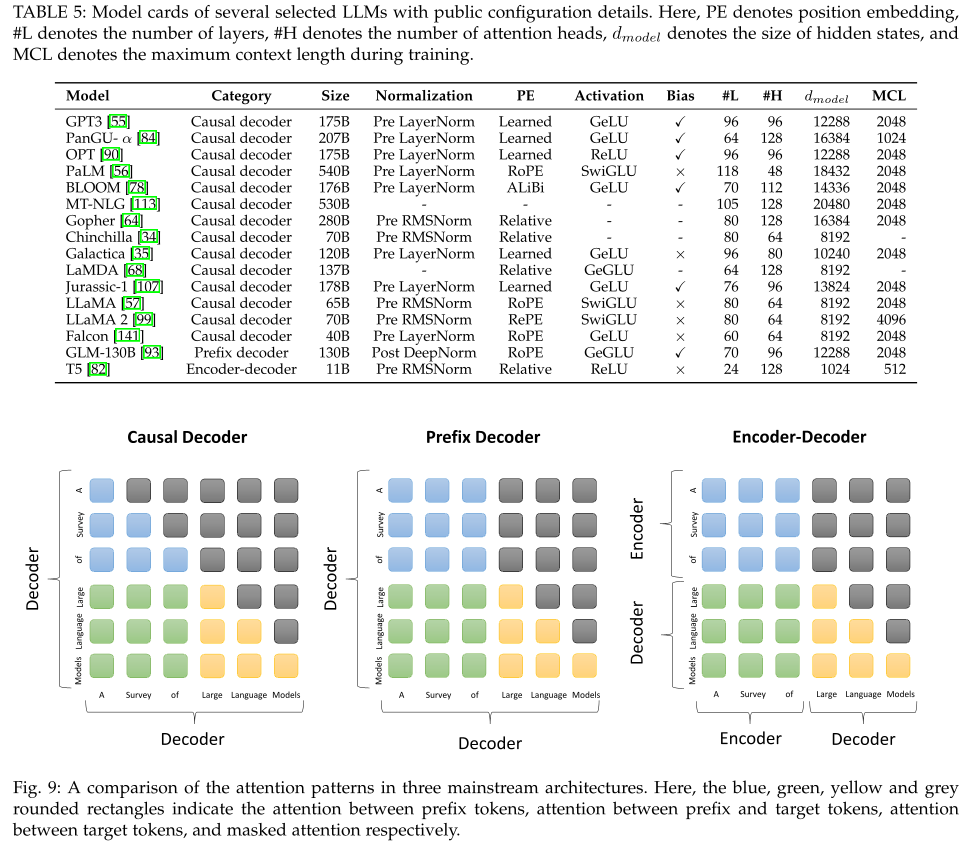 TABLE 5: Model cards of several selected LLMs with public configuration details. Here, PE denotes position embedding,
#L denotes the number of layers, #H denotes the number of attention heads, d_model denotes the size of hidden states, and
MCL denotes the maximum context length during training.
Model Category Size Normalization PE Activation Bias #L #H d_model MCL
GPT3 [55] Causal decoder 175B Pre LayerNorm Learned GeLU ✓ 96 96 12288 2048
PanGU- α [84] Causal decoder 207B Pre LayerNorm Learned GeLU ✓ 64 128 16384 1024
OPT [90] Causal decoder 175B Pre LayerNorm Learned ReLU ✓ 96 96 12288 2048
PaLM [56] Causal decoder 540B Pre LayerNorm RoPE SwiGLU × 118 48 18432 2048
BLOOM [78] Causal decoder 176B Pre LayerNorm ALiBi GeLU ✓ 70 112 14336 2048
MT-NLG [113] Causal decoder 530B - - - - 105 128 20480 2048
Gopher [64] Causal decoder 280B Pre RMSNorm Relative - - 80 128 16384 2048
Chinchilla [34] Causal decoder 70B Pre RMSNorm Relative - - 80 64 8192 -
Galactica [35] Causal decoder 120B Pre LayerNorm Learned GeLU × 96 80 10240 2048
LaMDA [68] Causal decoder 137B - Relative GeGLU - 64 128 8192 -
Jurassic-1 [107] Causal decoder 178B Pre LayerNorm Learned GeLU ✓ 76 96 13824 2048
LLaMA [57] Causal decoder 65B Pre RMSNorm RoPE SwiGLU × 80 64 8192 2048
LLaMA 2 [99] Causal decoder 70B Pre RMSNorm RePE SwiGLU × 80 64 8192 4096
Falcon [141] Causal decoder 40B Pre LayerNorm RoPE GeLU × 60 64 8192 2048
GLM-130B [93] Prefix decoder 130B Post DeepNorm RoPE GeGLU ✓ 70 96 12288 2048
T5 [82] Encoder-decoder 11B Pre RMSNorm Relative ReLU × 24 128 1024 512
Causal Decoder
Decoder
A
Survey
of
Large
Language
Models
A Survey of Large Language Models
Decoder
Prefix Decoder
Decoder
A
Survey
of
Large
Language
Models
A Survey of Large Language Models
Decoder
Encoder-Decoder
Encoder
Decoder
A
Survey
of
Large
Language
Models
A Survey of Large Language Models
Encoder Decoder
Fig. 9: A comparison of the attention patterns in three mainstream architectures. Here, the blue, green, yellow and grey
rounded rectangles indicate the attention between prefix tokens, attention between prefix and target tokens, attention
between target tokens, and masked attention respectively.